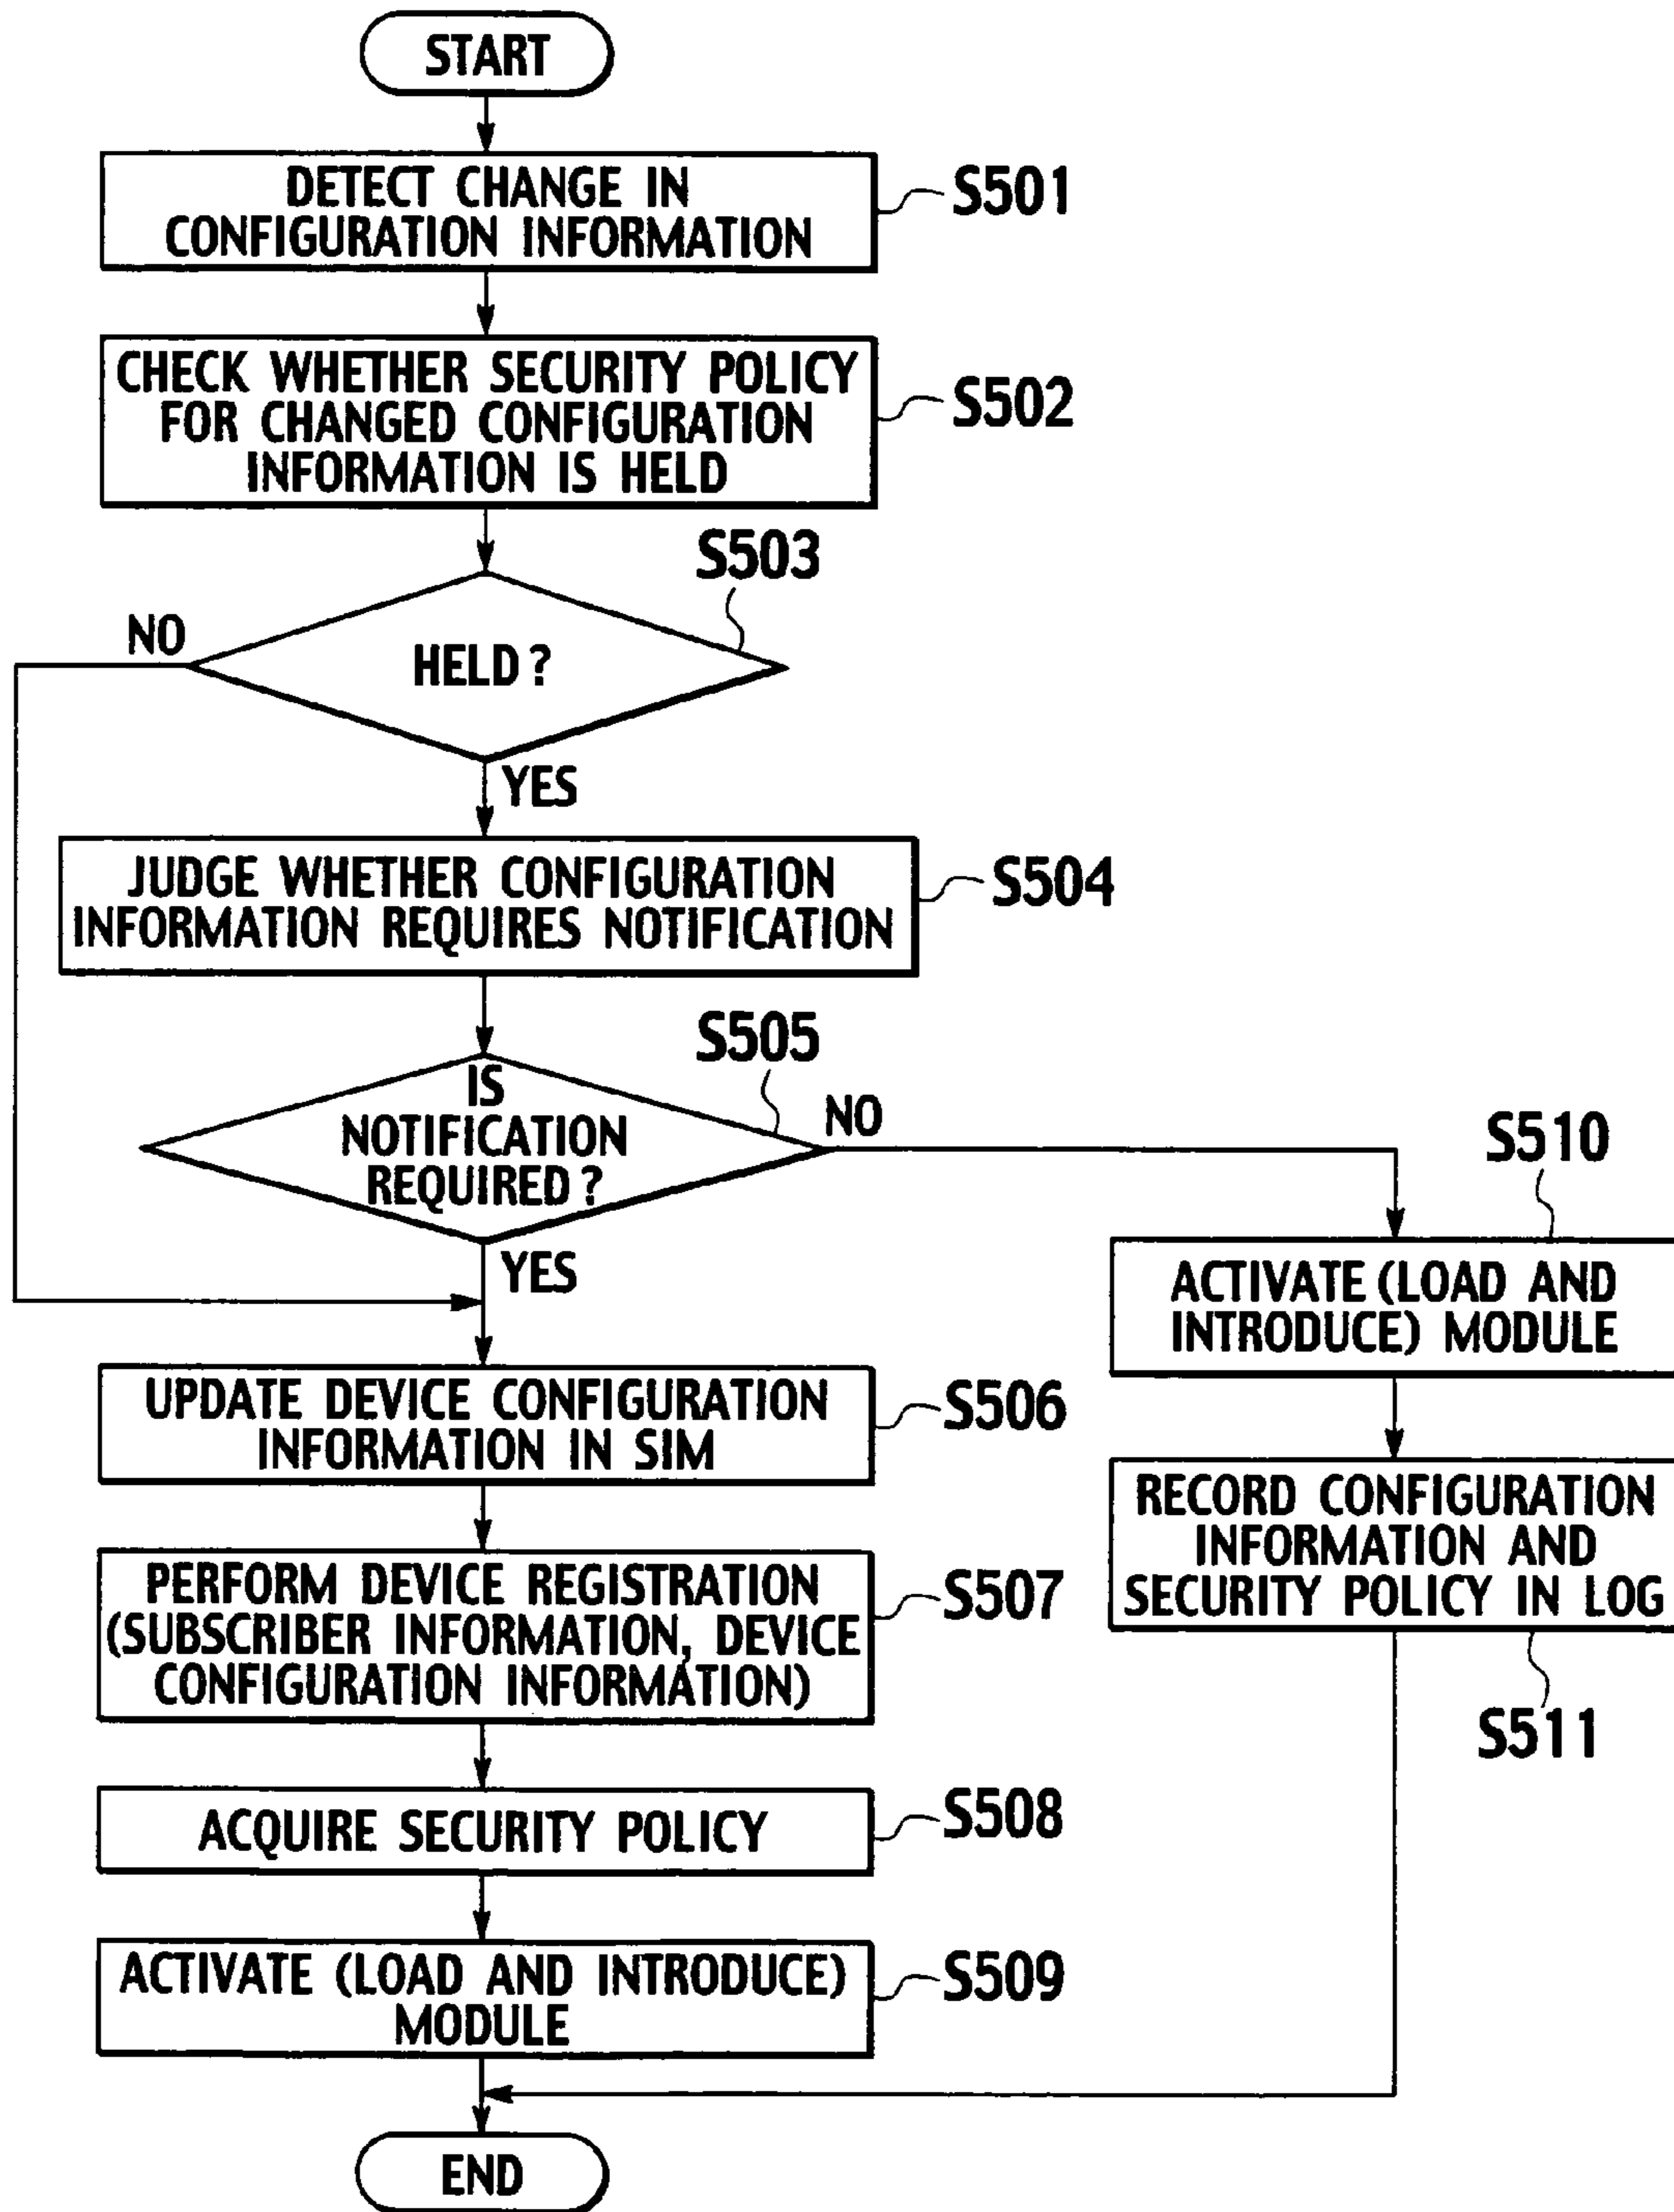 START
DETECT CHANGE IN
CONFIGURATION INFORMATION
S501
CHECK WHETHER SECURITY POLICY
FOR CHANGED CONFIGURATION
INFORMATION IS HELD
S502
S503
NO
HELD?
YES
JUDGE WHETHER CONFIGURATION
INFORMATION REQUIRES NOTIFICATION
S504
S505
IS
NOTIFICATION
REQUIRED?
NO
YES
S510
ACTIVATE (LOAD AND
INTRODUCE) MODULE
UPDATE DEVICE CONFIGURATION
INFORMATION IN SIM
S506
RECORD CONFIGURATION
INFORMATION AND
SECURITY POLICY IN LOG
S511
PERFORM DEVICE REGISTRATION
(SUBSCRIBER INFORMATION, DEVICE
CONFIGURATION INFORMATION)
S507
ACQUIRE SECURITY POLICY
S508
ACTIVATE (LOAD AND INTRODUCE)
MODULE
S509
END